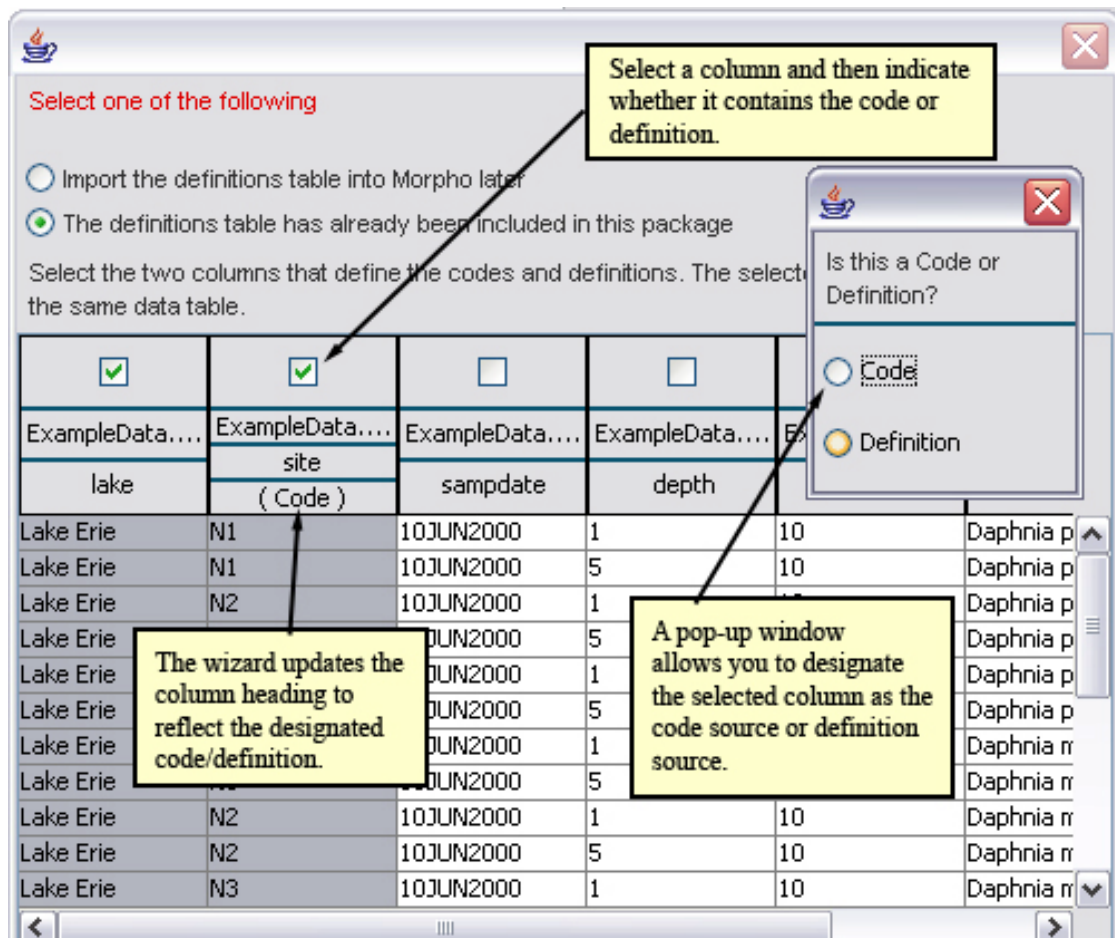 Select a column and then indicate
whether it contains the code or
definition.
Select one of the following
Import the definitions table into Morpho later
The definitions table has already been included in this package
Select the two columns that define the codes and definitions. The
the same data table.
Is this a Code or
Definition?
Code
Definition
ExampleData.... ExampleData.... ExampleData.... ExampleData....
lake site sampdate depth
( Code )
Lake Erie N1 10JUN2000 1 10 Daphnia
Lake Erie N1 10JUN2000 5 10 Daphnia
Lake Erie N2 10JUN2000 1 Daphnia
Lake Erie 5 Daphnia
Lake Erie 1 Daphnia
Lake Erie 5 Daphnia
Lake Erie 1 Daphnia
Lake Erie 5 Daphnia
Lake Erie N2 10JUN2000 1 10 Daphnia
Lake Erie N2 10JUN2000 5 10 Daphnia
Lake Erie N3 10JUN2000 1 10 Daphnia
The wizard updates the
column heading to
reflect the designated
code/definition.
A pop-up window
allows you to designate
the selected column as the
code source or definition
source.